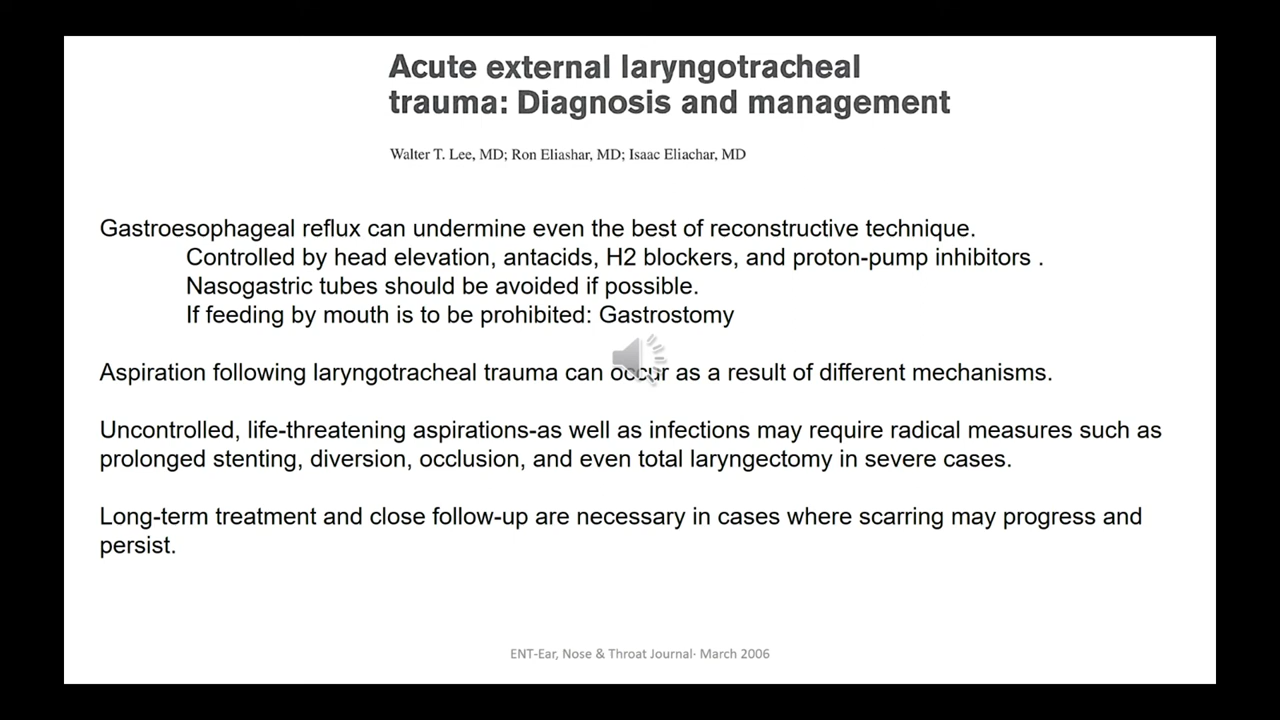 Acute external laryngotracheal
trauma: Diagnosis and management
Walter T. Lee, MD; Ron Eliashar, MD; Isaac Eliachar, MD
Gastroesophageal reflux can undermine even the best of reconstructive technique.
Controlled by head elevation, antacids, H2 blockers, and proton-pump inhibitors .
Nasogastric tubes should be avoided if possible.
If feeding by mouth is to be prohibited: Gastrostomy
Aspiration following laryngotracheal trauma can occur as a result of different mechanisms.
Uncontrolled, life-threatening aspirations-as well as infections may require radical measures such as
prolonged stenting, diversion, occlusion, and even total laryngectomy in severe cases.
Long-term treatment and close follow-up are necessary in cases where scarring may progress and
persist.
ENT-Ear, Nose & Throat Journal· March 2006